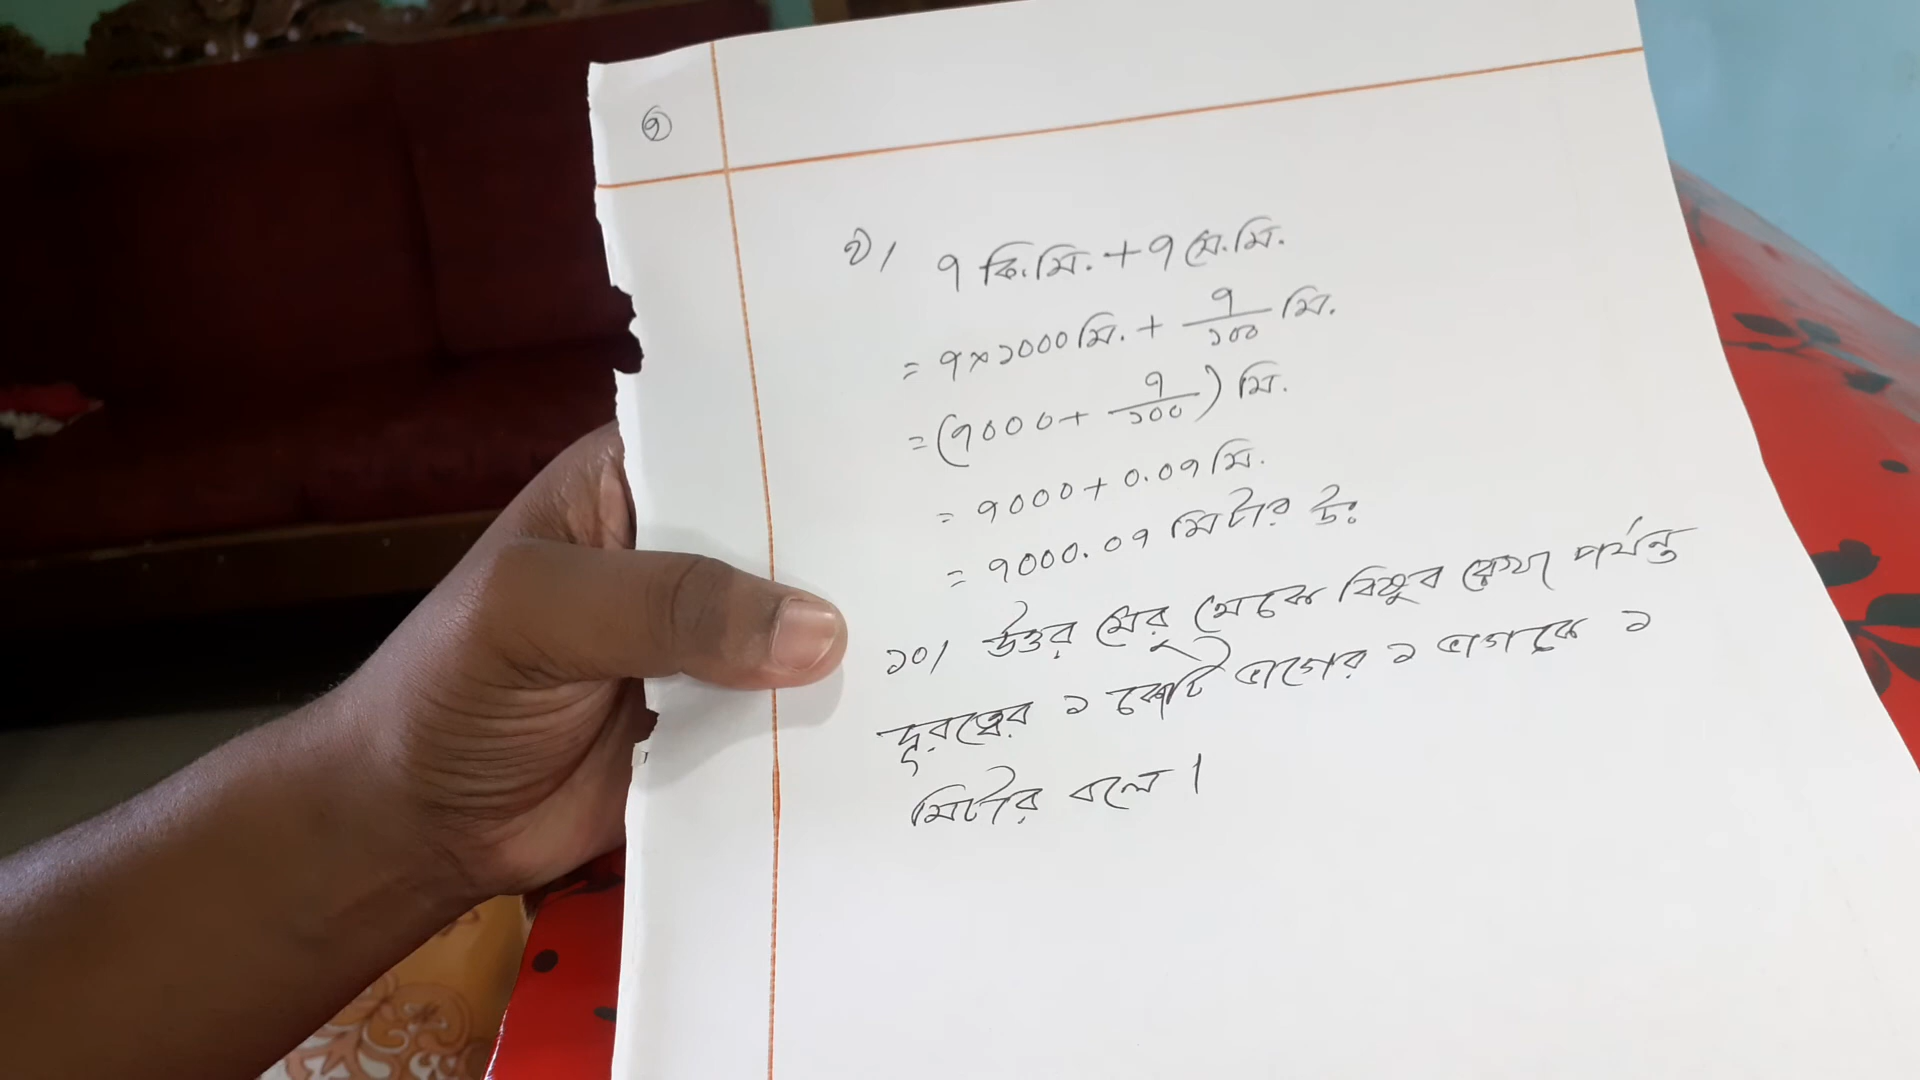 ৩
৩। ৭ কি.মি. + ৭ সে.মি.
= ৭×১০০০ মি. + ৭/১০০ মি.
= (৭০০০ + ৭/১০০) মি.
= ৭০০০ + ০.০৭ মি.
= ৭০০০.০৭ মিটার উঃ
১০। উত্তর মেরু থেকে বিষুব রেখা পর্যন্ত
দূরত্বের ১ কোটি ভাগের ১ ভাগকে ১
মিটার বলে।